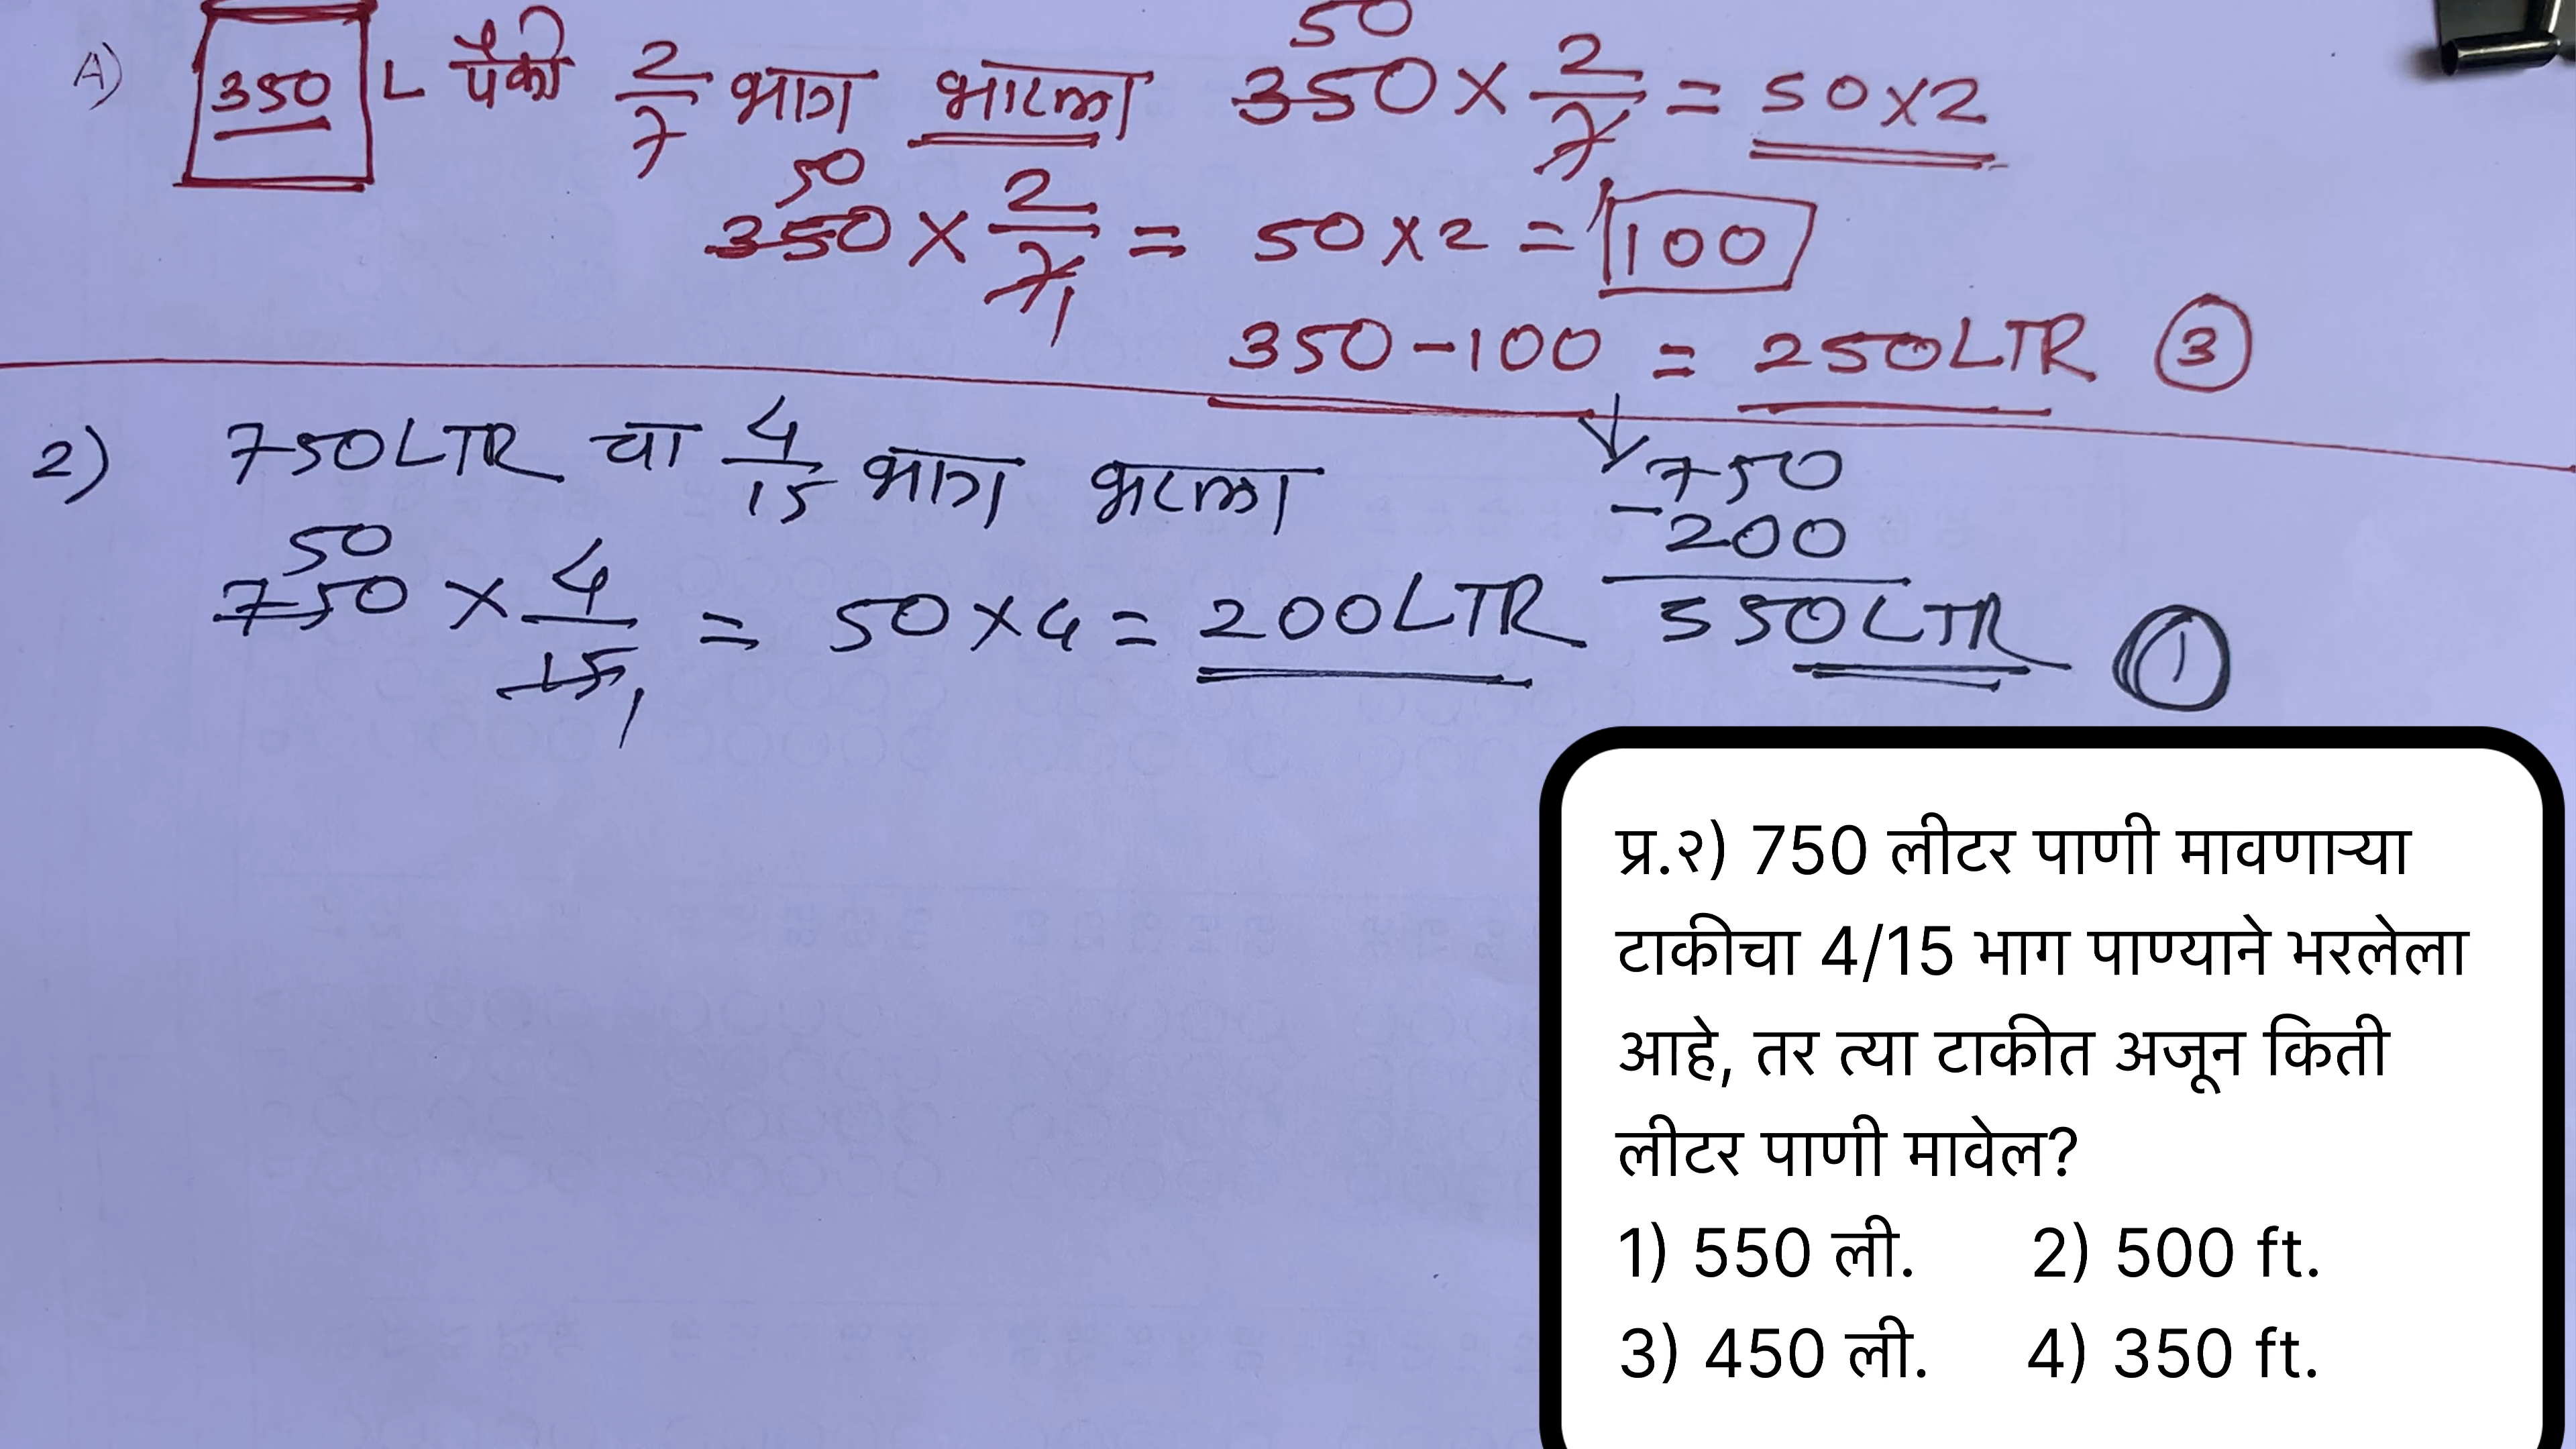 A) 350 L पैकी 2/7 भाग भरला 350 50 × 2/7 = 50×2
350 50 × 2/7 1 = 50×2 = 100
350-100 = 250LTR 3
2) 750LTR चा 4/15 भाग भरला
750 50 × 4/15 1 = 50×4 = 200LTR
750
-200
550LTR 1
प्र.२) 750 लीटर पाणी मावणाऱ्या
टाकीचा 4/15 भाग पाण्याने भरलेला
आहे, तर त्या टाकीत अजून किती
लीटर पाणी मावेल?
1) 550 ली. 2) 500 ft.
3) 450 ली. 4) 350 ft.